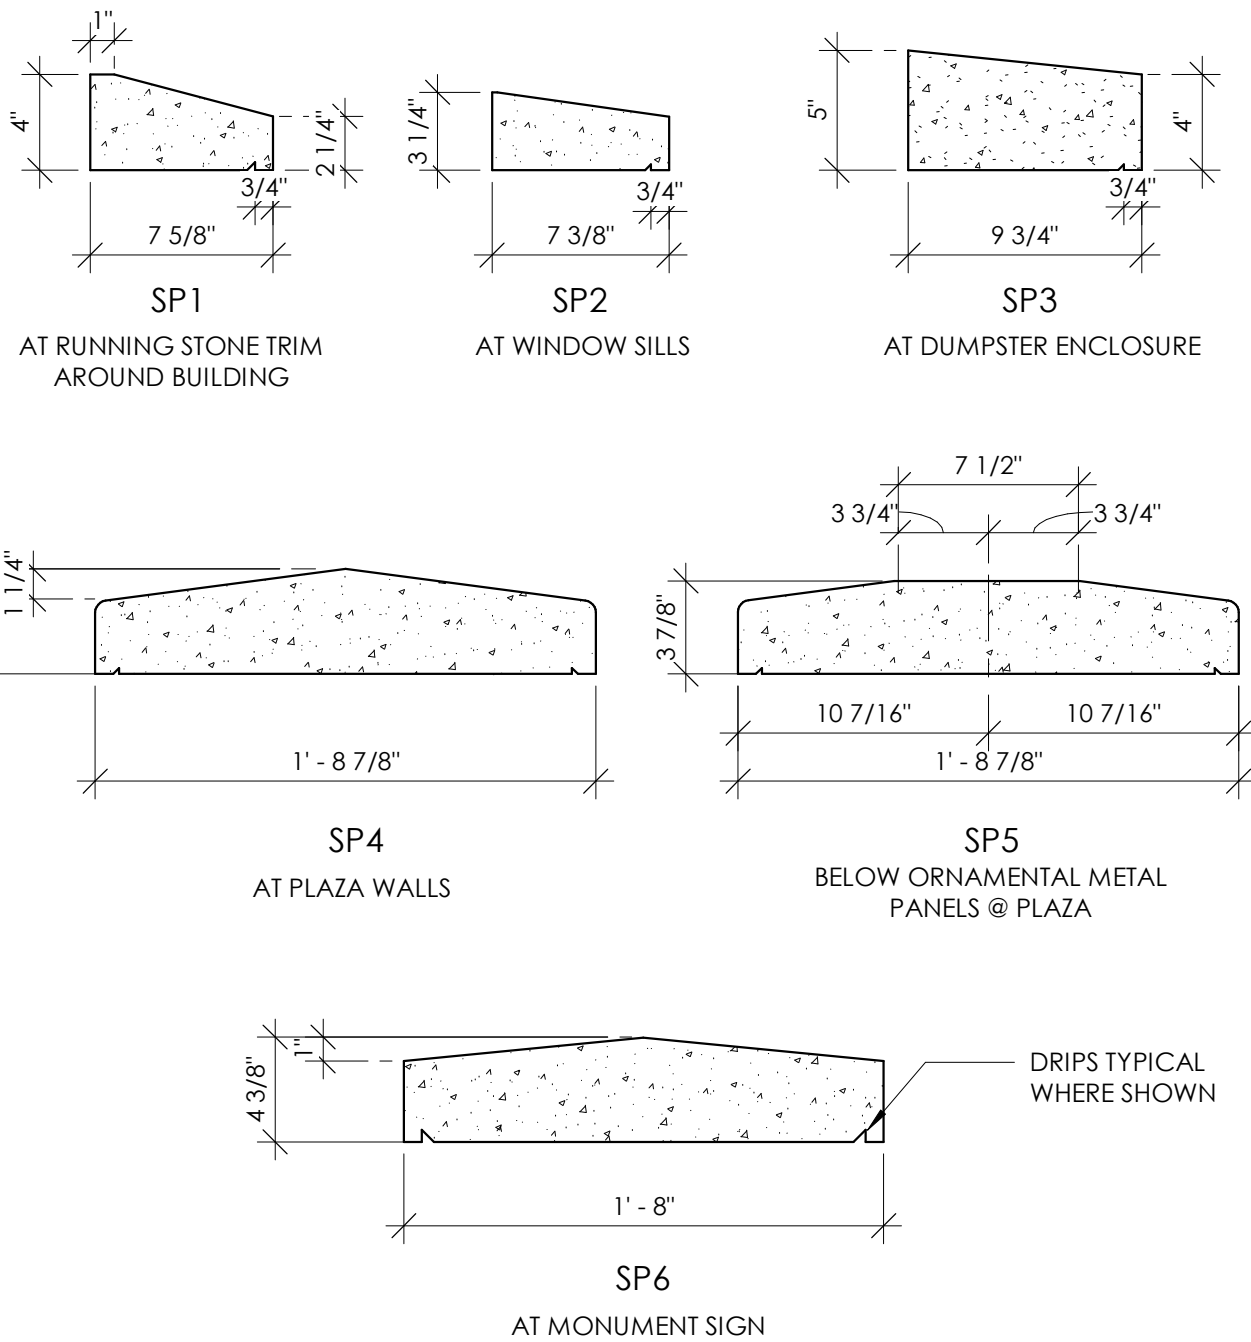 1"
4"
2 1/4"
3/4"
7 5/8"
SP1
AT RUNNING STONE TRIM
AROUND BUILDING
3 1/4"
3/4"
7 3/8"
SP2
AT WINDOW SILLS
5"
4"
3/4"
9 3/4"
SP3
AT DUMPSTER ENCLOSURE
1 1/4"
1' - 8 7/8"
SP4
AT PLAZA WALLS
7 1/2"
3 3/4" 3 3/4"
3 7/8"
10 7/16" 10 7/16"
1' - 8 7/8"
SP5
BELOW ORNAMENTAL METAL
PANELS @ PLAZA
1"
4 3/8"
DRIPS TYPICAL
WHERE SHOWN
1' - 8"
SP6
AT MONUMENT SIGN